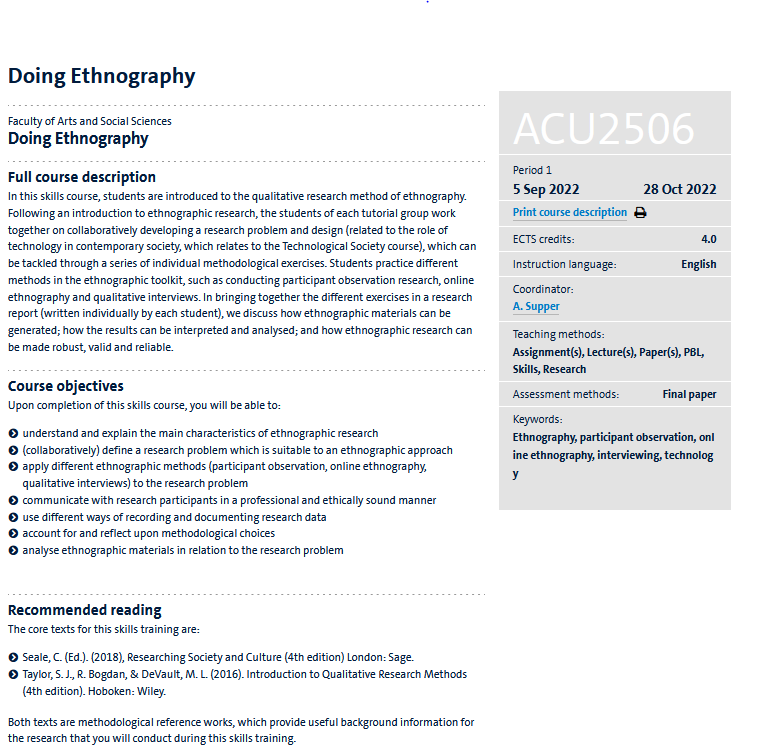 Doing Ethnography
Faculty of Arts and Social Sciences
Doing Ethnography
Full course description
In this skills course, students are introduced to the qualitative research method of ethnography.
Following an introduction to ethnographic research, the students of each tutorial group work
together on collaboratively developing a research problem and design (related to the role of
technology in contemporary society, which relates to the Technological Society course), which can
be tackled through a series of individual methodological exercises. Students practice different
methods in the ethnographic toolkit, such as conducting participant observation research, online
ethnography and qualitative interviews. In bringing together the different exercises in a research
report (written individually by each student), we discuss how ethnographic materials can be
generated; how the results can be interpreted and analysed; and how ethnographic research can
be made robust, valid and reliable.
Course objectives
Upon completion of this skills course, you will be able to:
understand and explain the main characteristics of ethnographic research
(collaboratively) define a research problem which is suitable to an ethnographic approach
apply different ethnographic methods (participant observation, online ethnography,
qualitative interviews) to the research problem
communicate with research participants in a professional and ethically sound manner
use different ways of recording and documenting research data
account for and reflect upon methodological choices
analyse ethnographic materials in relation to the research problem
Recommended reading
The core texts for this skills training are:
Seale, C. (Ed.). (2018), Researching Society and Culture (4th edition) London: Sage.
Taylor, S. J., R. Bogdan, & DeVault, M. L. (2016). Introduction to Qualitative Research Methods
(4th edition). Hoboken: Wiley.
Both texts are methodological reference works, which provide useful background information for
the research that you will conduct during this skills training.
ACU2506
Period 1
5 Sep 2022 28 Oct 2022
Print course description
ECTS credits: 4.0
Instruction language: English
Coordinator:
A. Supper
Teaching methods:
Assignment(s), Lecture(s), Paper(s), PBL,
Skills, Research
Assessment methods: Final paper
Keywords:
Ethnography, participant observation, onl
ine ethnography, interviewing, technolog
y